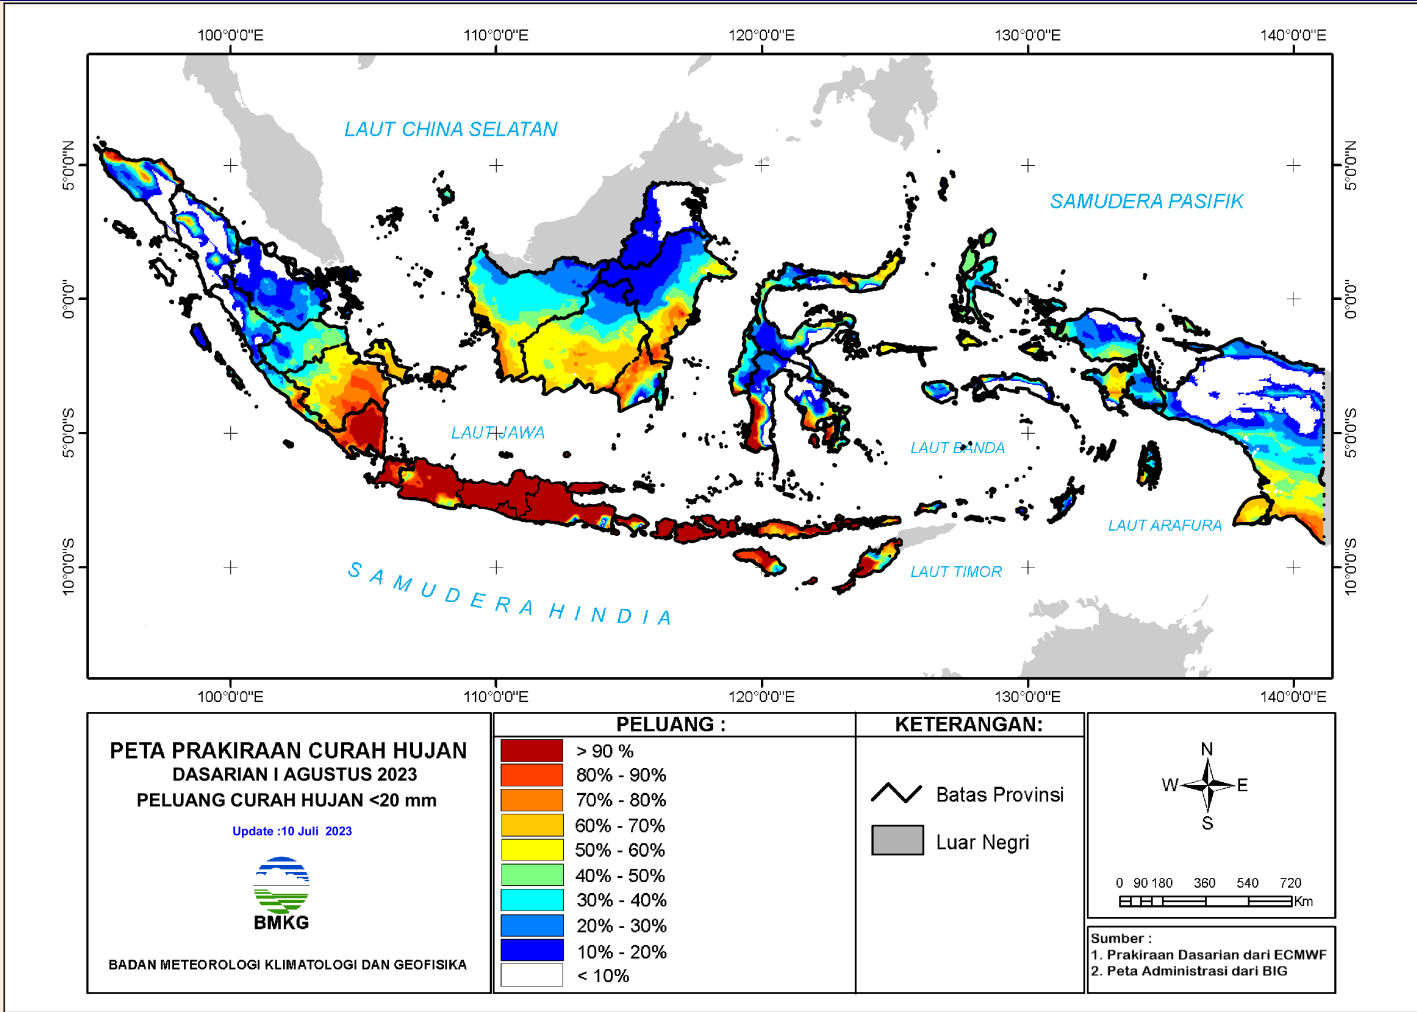 100°0'0"E 110°0'0"E 120°0'0"E 130°0'0"E 140°0'0"E
5°0'0"N
0°0'0"
5°0'0"S
10°0'0"S
LAUT CHINA SELATAN
SAMUDERA PASIFIK
LAUT JAWA
LAUT BANDA
LAUT ARAFURA
LAUT TIMOR
SAMUDERA HINDIA
5°0'0"N
0°0'0"
5°0'0"S
10°0'0"S
100°0'0"E 110°0'0"E 120°0'0"E 130°0'0"E 140°0'0"E
PETA PRAKIRAAN CURAH HUJAN
DASARIAN I AGUSTUS 2023
PELUANG CURAH HUJAN <20 mm
Update :10 Juli 2023
BMKG
BADAN METEOROLOGI KLIMATOLOGI DAN GEOFISIKA
PELUANG :
> 90 %
80% - 90%
70% - 80%
60% - 70%
50% - 60%
40% - 50%
30% - 40%
20% - 30%
10% - 20%
< 10%
KETERANGAN:
Batas Provinsi
Luar Negri
N
W E
S
0 90 180 360 540 720
Km
Sumber :
1. Prakiraan Dasarian dari ECMWF
2. Peta Administrasi dari BIG